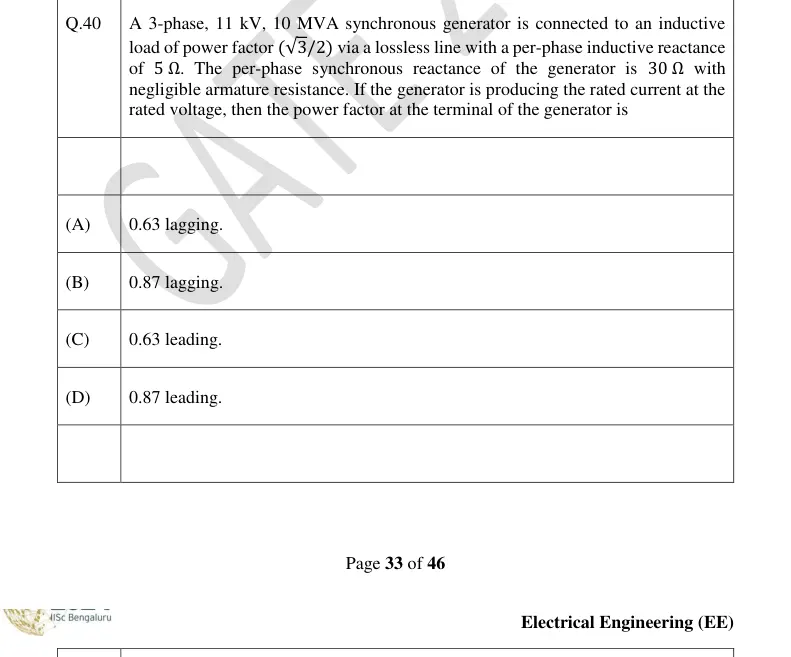 Q.40 A 3-phase, 11 kV, 10 MVA synchronous generator is connected to an inductive
load of power factor (√3/2) via a lossless line with a per-phase inductive reactance
of 5 Ω. The per-phase synchronous reactance of the generator is 30 Ω with
negligible armature resistance. If the generator is producing the rated current at the
rated voltage, then the power factor at the terminal of the generator is
(A) 0.63 lagging.
(B) 0.87 lagging.
(C) 0.63 leading.
(D) 0.87 leading.
GATE
Page 33 of 46
IISc Bengaluru
Electrical Engineering (EE)